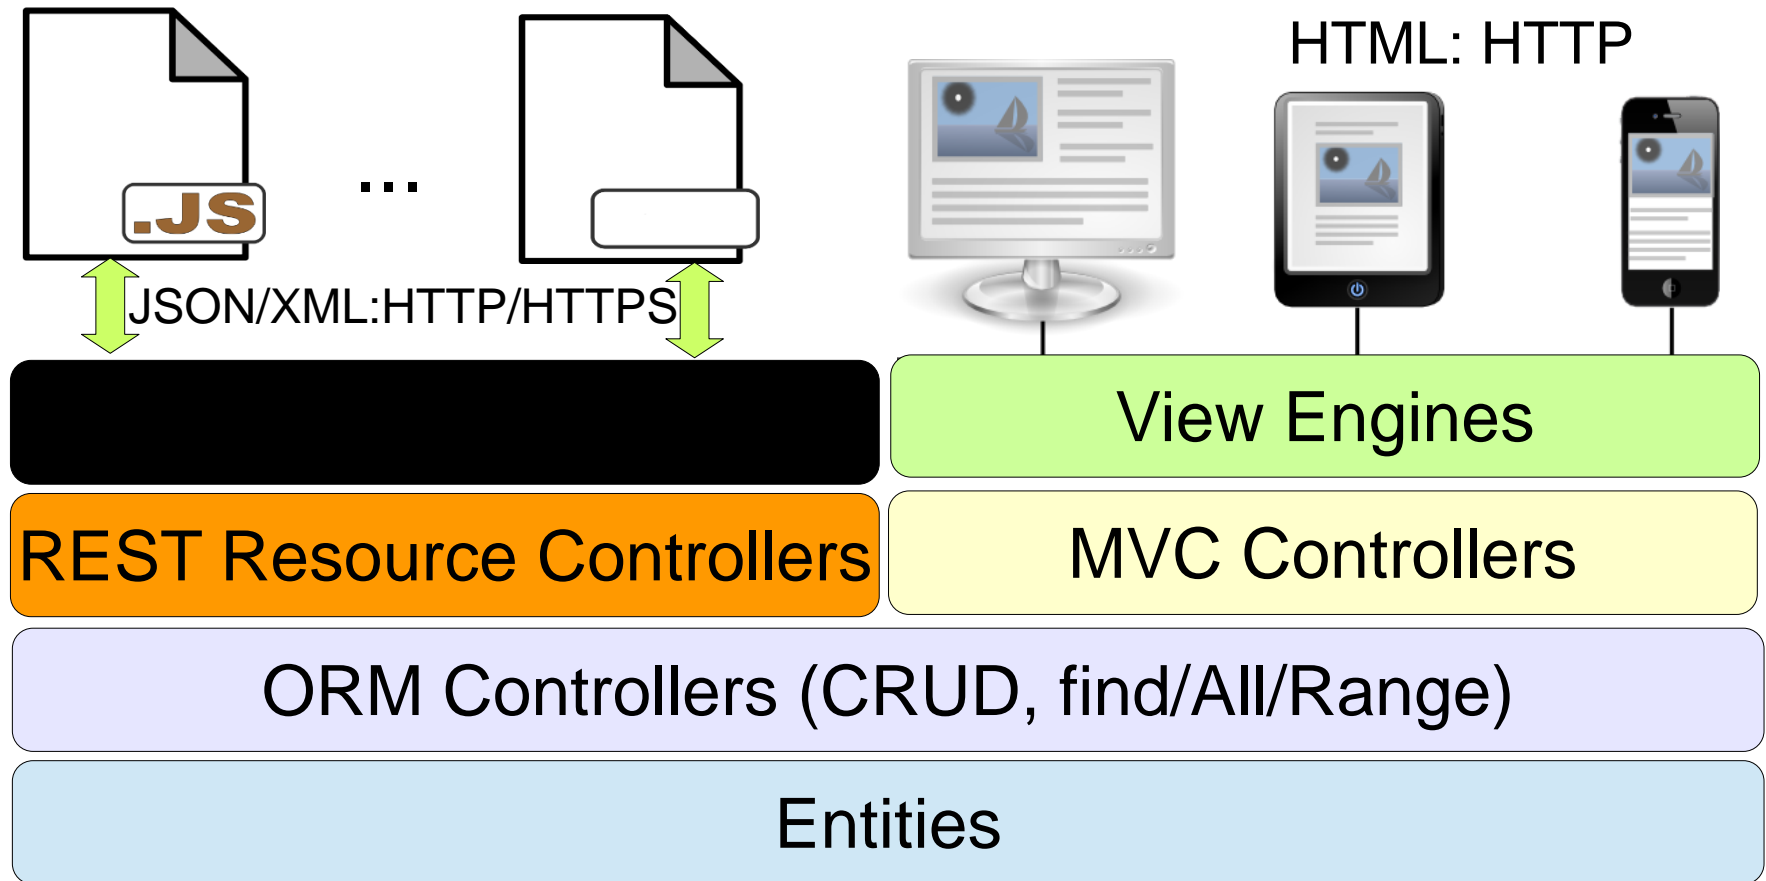 HTML: HTTP
.JS
...
JSON/XML:HTTP/HTTPS
View Engines
REST Resource Controllers
MVC Controllers
ORM Controllers (CRUD, find/All/Range)
Entities